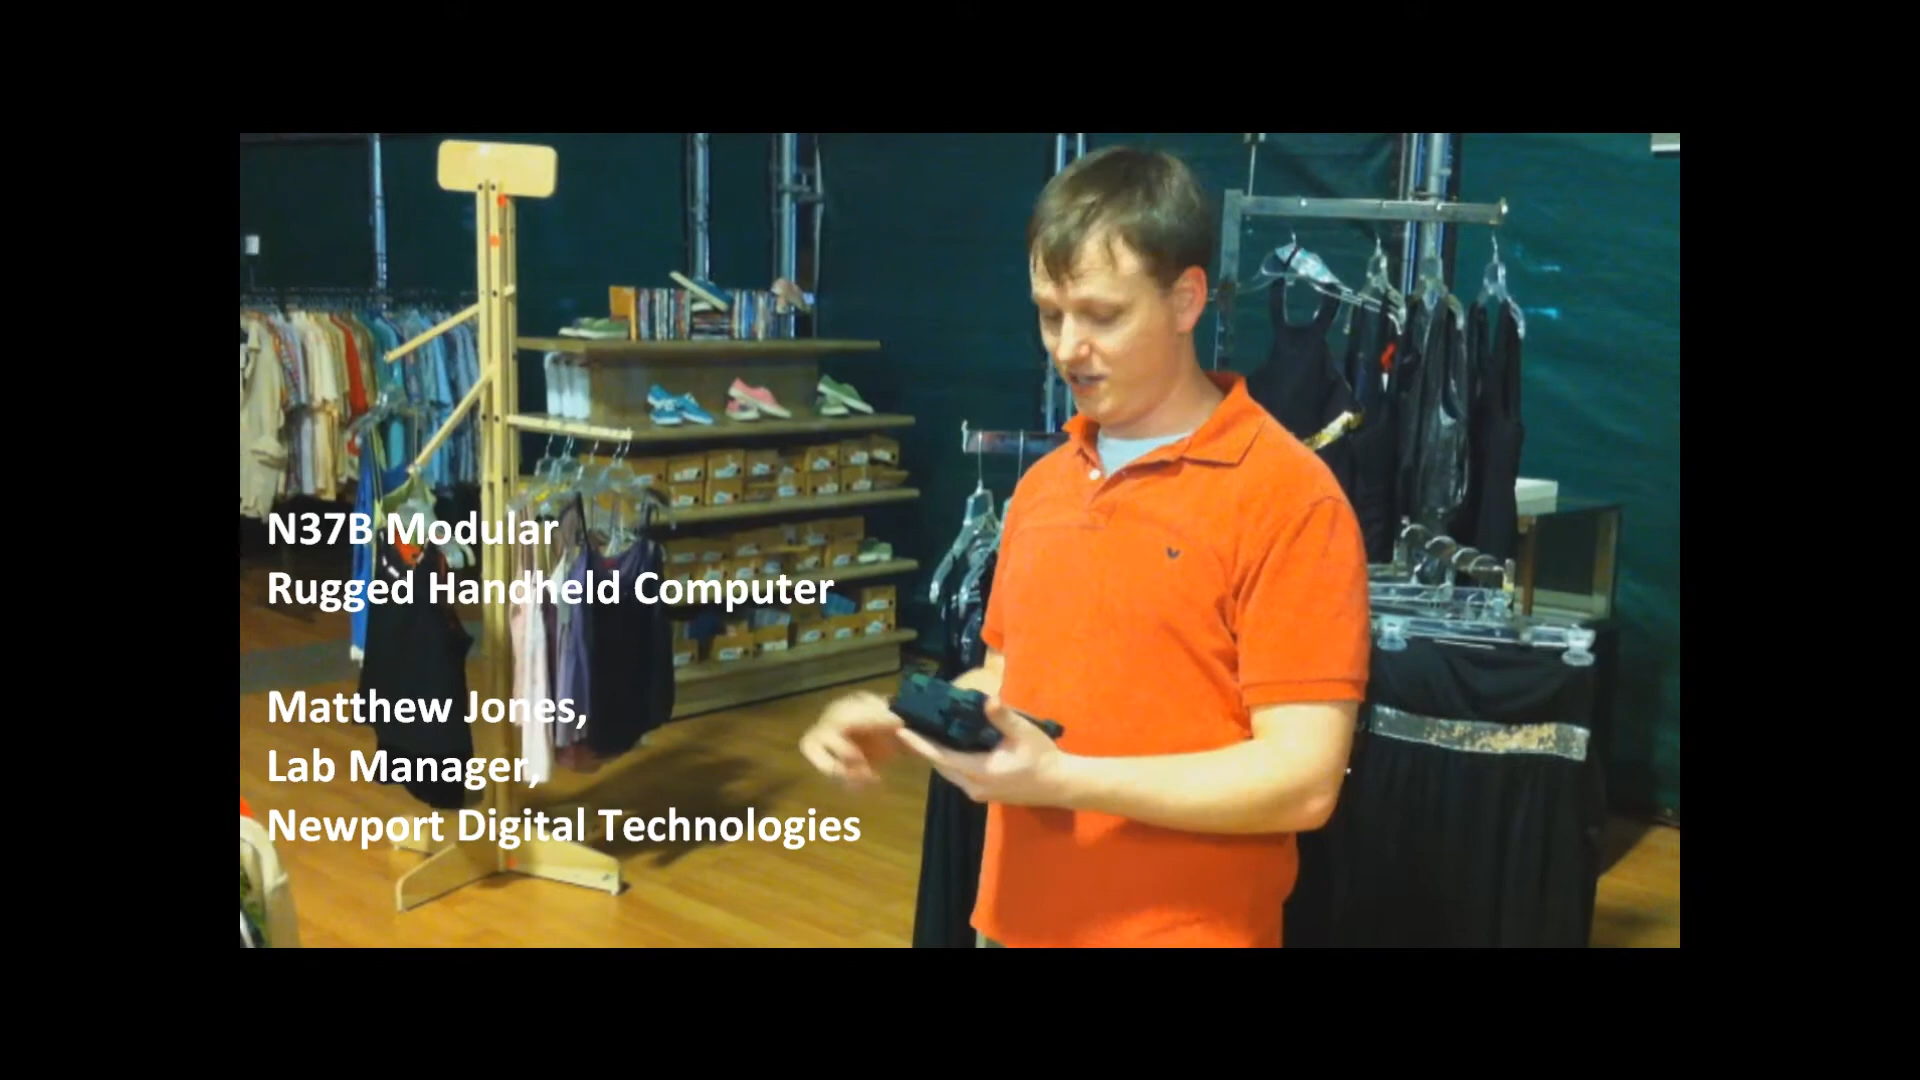 N37B Modular
Rugged Handheld Computer
Matthew Jones,
Lab Manager,
Newport Digital Technologies